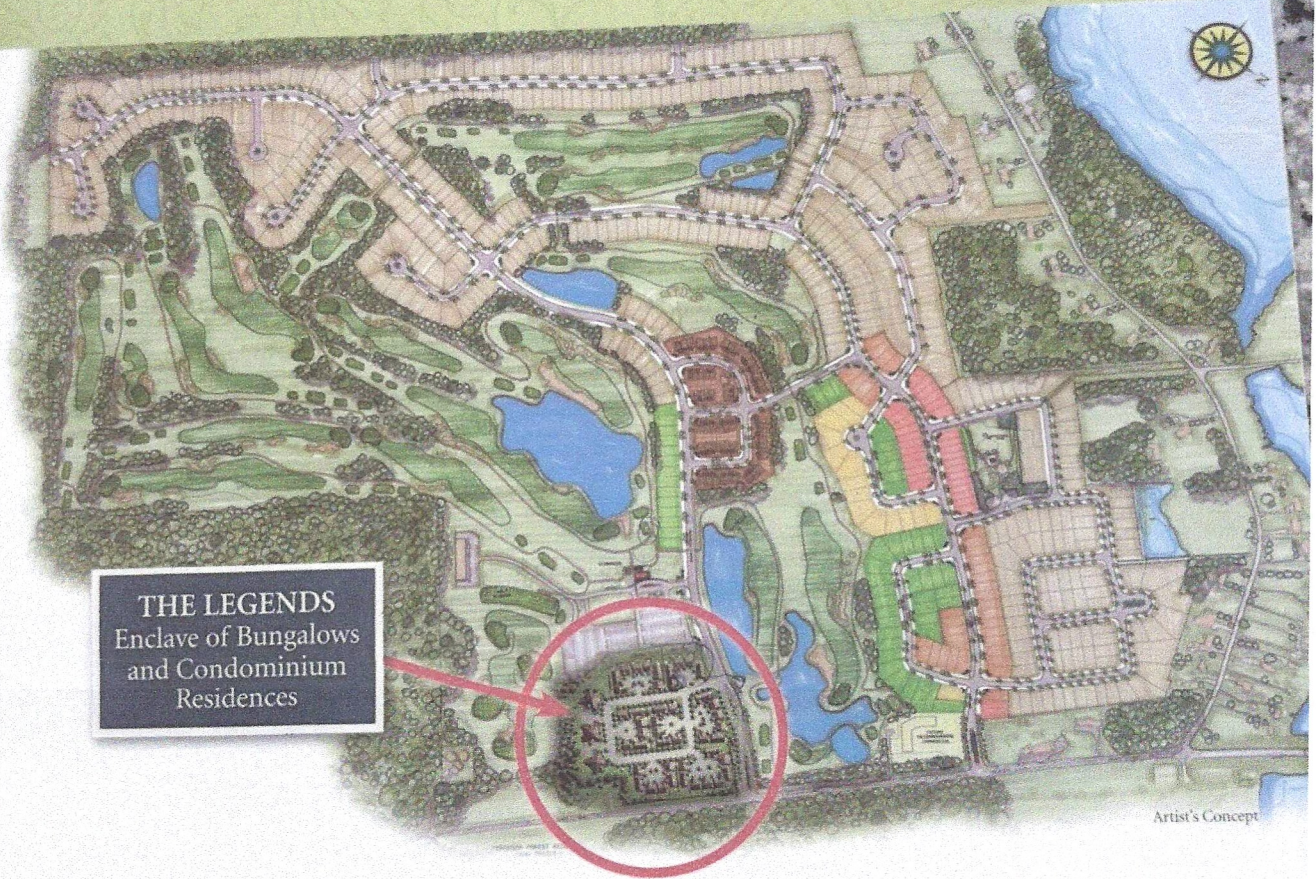 N
THE LEGENDS
Enclave of Bungalows
and Condominium
Residences
Artist's Concept